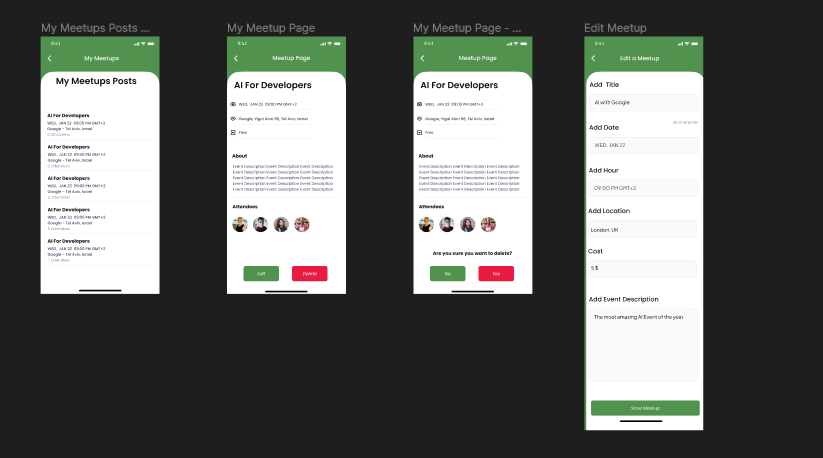 My Meetups Posts ...
9:41
My Meetups
My Meetups Posts
AI For Developers
WED, JAN 22 09:00 PM GMT+2
Google - Tel Aviv, Israel
AI For Developers
WED, JAN 22 09:00 PM GMT+2
Google - Tel Aviv, Israel
AI For Developers
WED, JAN 22 09:00 PM GMT+2
Google - Tel Aviv, Israel
AI For Developers
WED, JAN 22 09:00 PM GMT+2
Google - Tel Aviv, Israel
AI For Developers
WED, JAN 22 09:00 PM GMT+2
Google - Tel Aviv, Israel
My Meetup Page
Meetup Page
AI For Developers
WED, JAN 22 09:00 PM GMT+2
Google, Yigal Alon 98, Tel Aviv, Israel
Free
About
Event Description Event Description Event Description
Event Description Event Description Event Description
Event Description Event Description Event Description
Event Description Event Description Event Description
Event Description Event Description Event Description
Attendees
Edit
Delete
My Meetup Page - ...
9:41
Meetup Page
AI For Developers
WED, JAN 22 09:00 PM GMT+2
Google, Yigal Alon 98, Tel Aviv, Israel
Free
About
Event Description Event Description Event Description
Event Description Event Description Event Description
Event Description Event Description Event Description
Event Description Event Description Event Description
Event Description Event Description Event Description
Attendees
Are you sure you want to delete?
No
Yes
Edit Meetup
9:41
Edit a Meetup
Add Title
AI with Google
Add Date
WED, JAN 22
Add Hour
09:00 PM GMT+2
Add Location
London, UK
Cost
5 $
Add Event Description
The most amazing AI Event of the year.
Save Meetup